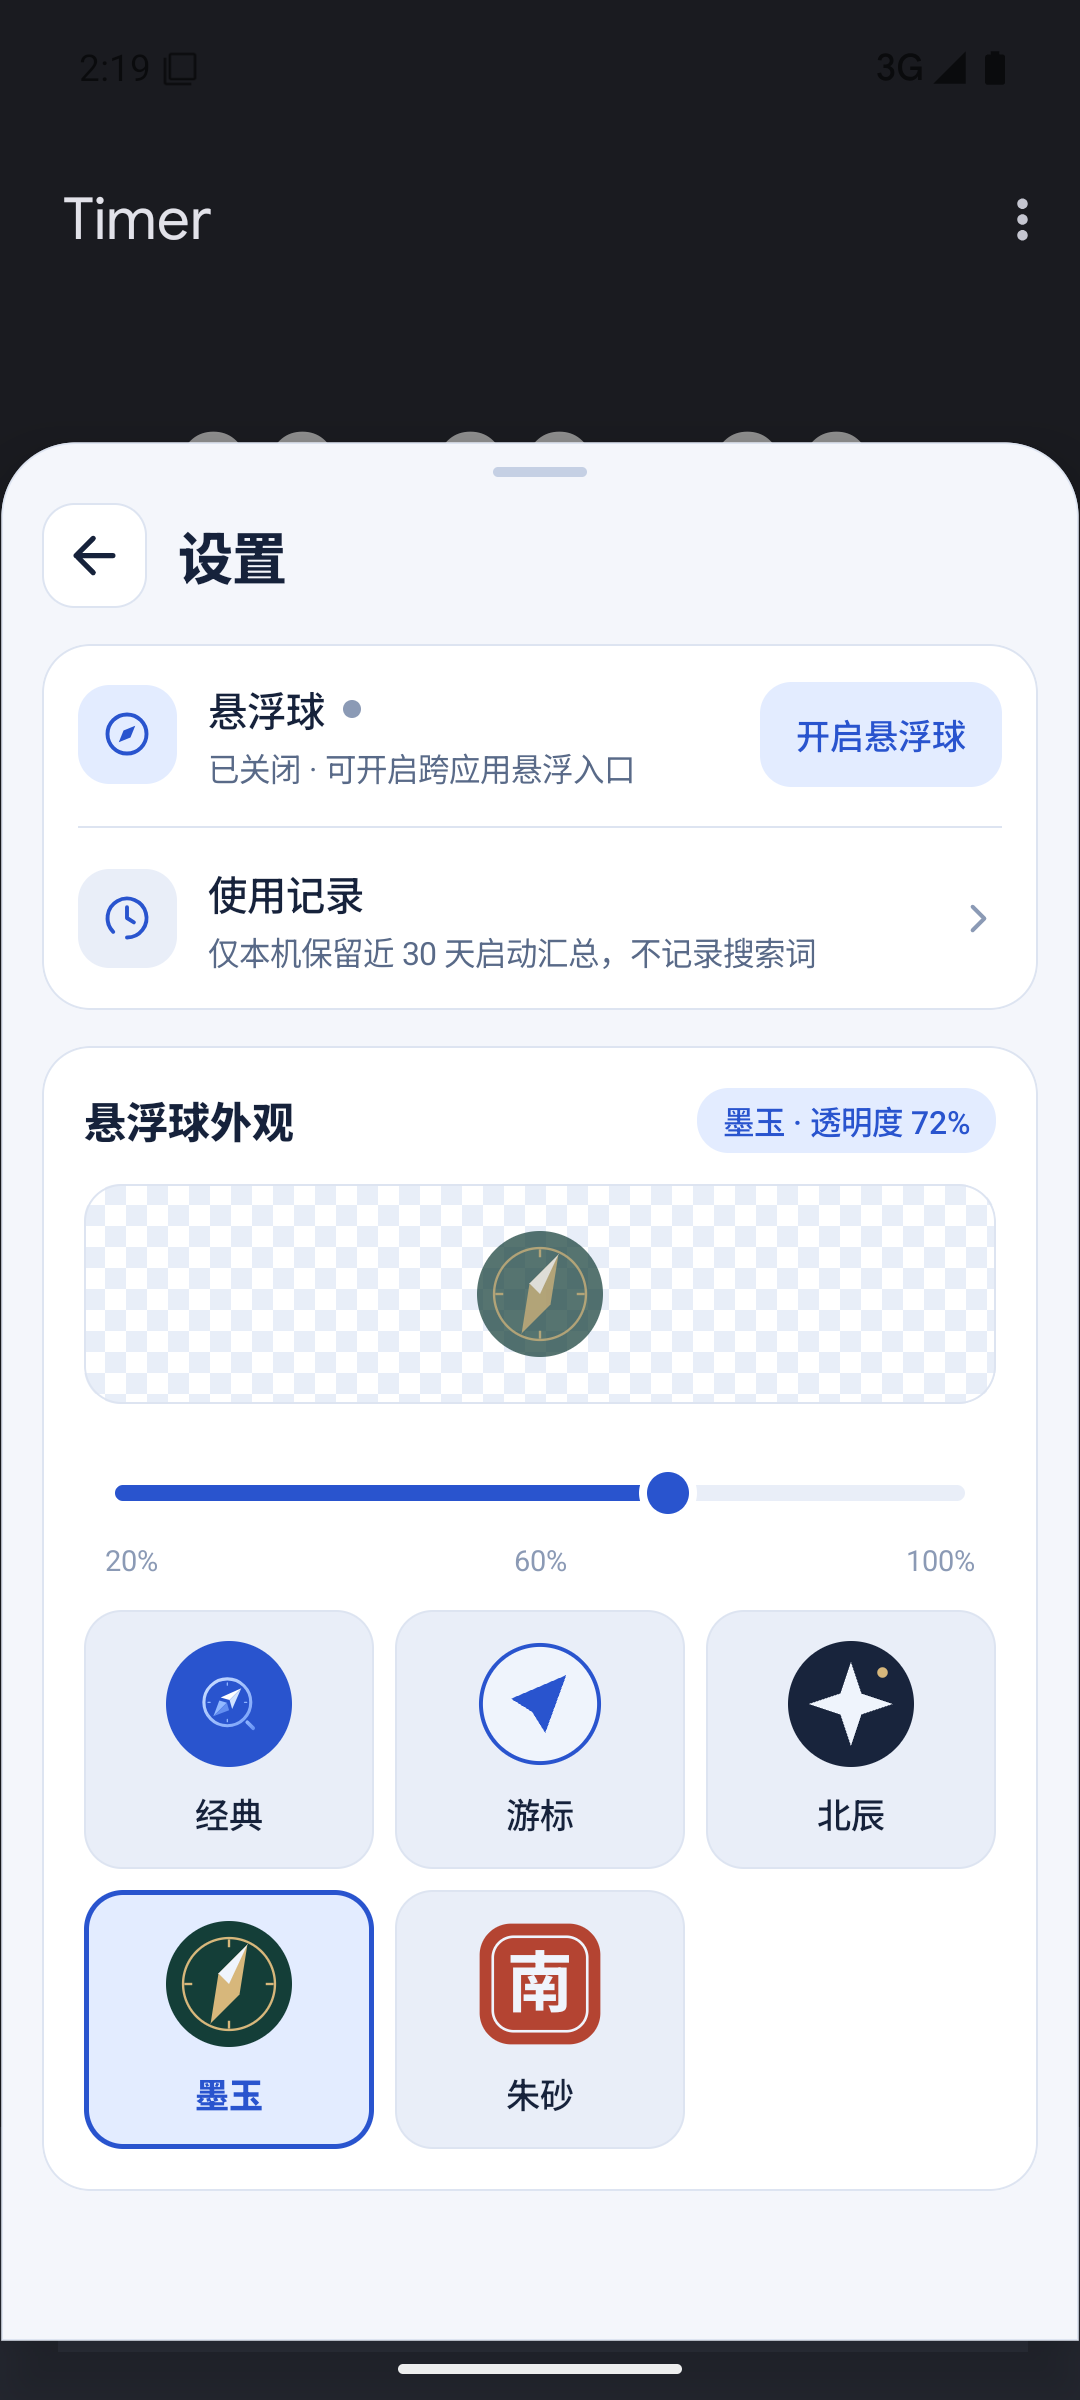 2:19
3G
Timer
设置
悬浮球
已关闭 · 可开启跨应用悬浮入口
开启悬浮球
使用记录
仅本机保留近 30 天启动汇总，不记录搜索词
悬浮球外观
墨玉 · 透明度 72%
20%
60%
100%
经典
游标
北辰
墨玉
南
朱砂